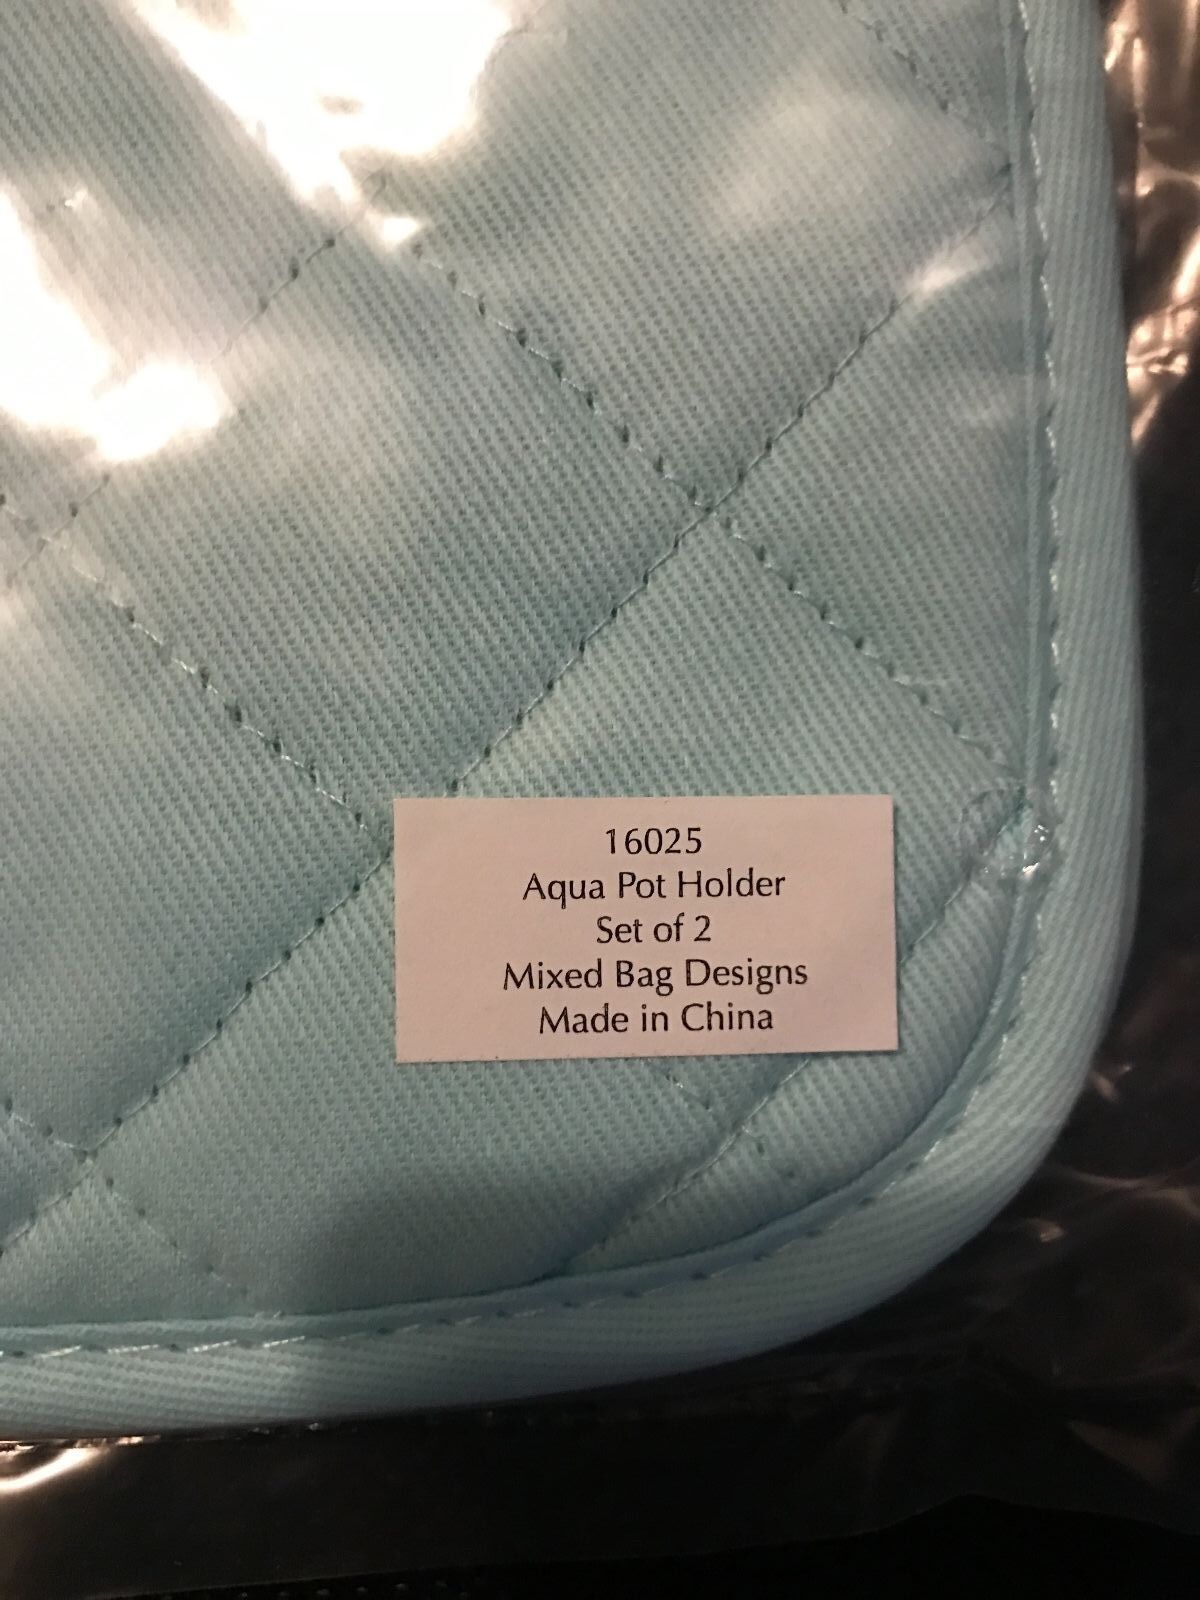 16025
Aqua Pot Holder
Set of 2
Mixed Bag Designs
Made in China